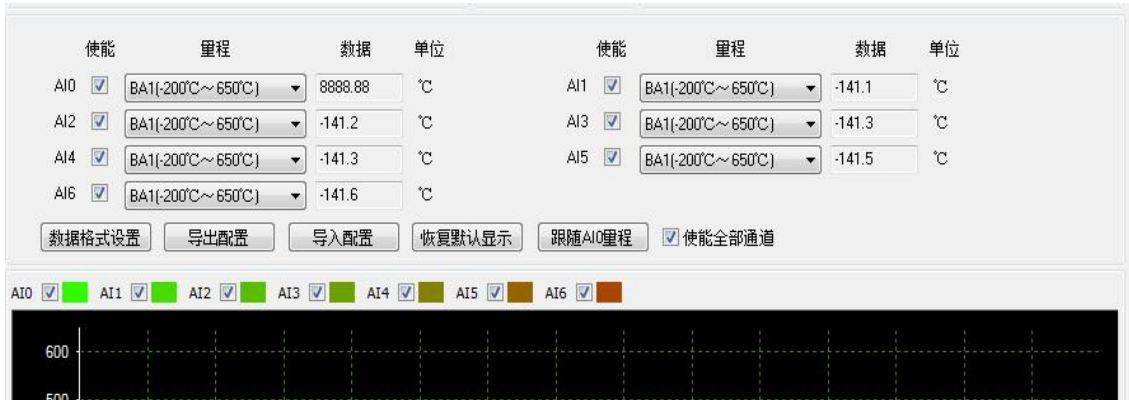 使能 量程 数据 单位 使能 量程 数据 单位
AI0 BA1(-200℃～650℃) 8888.88 ℃ AI1 BA1(-200℃～650℃) -141.1 ℃
AI2 BA1(-200℃～650℃) -141.2 ℃ AI3 BA1(-200℃～650℃) -141.3 ℃
AI4 BA1(-200℃～650℃) -141.3 ℃ AI5 BA1(-200℃～650℃) -141.5 ℃
AI6 BA1(-200℃～650℃) -141.6 ℃
数据格式设置 导出配置 导入配置 恢复默认显示 跟随AI0量程 使能全部通道
AI0 AI1 AI2 AI3 AI4 AI5 AI6
600
500